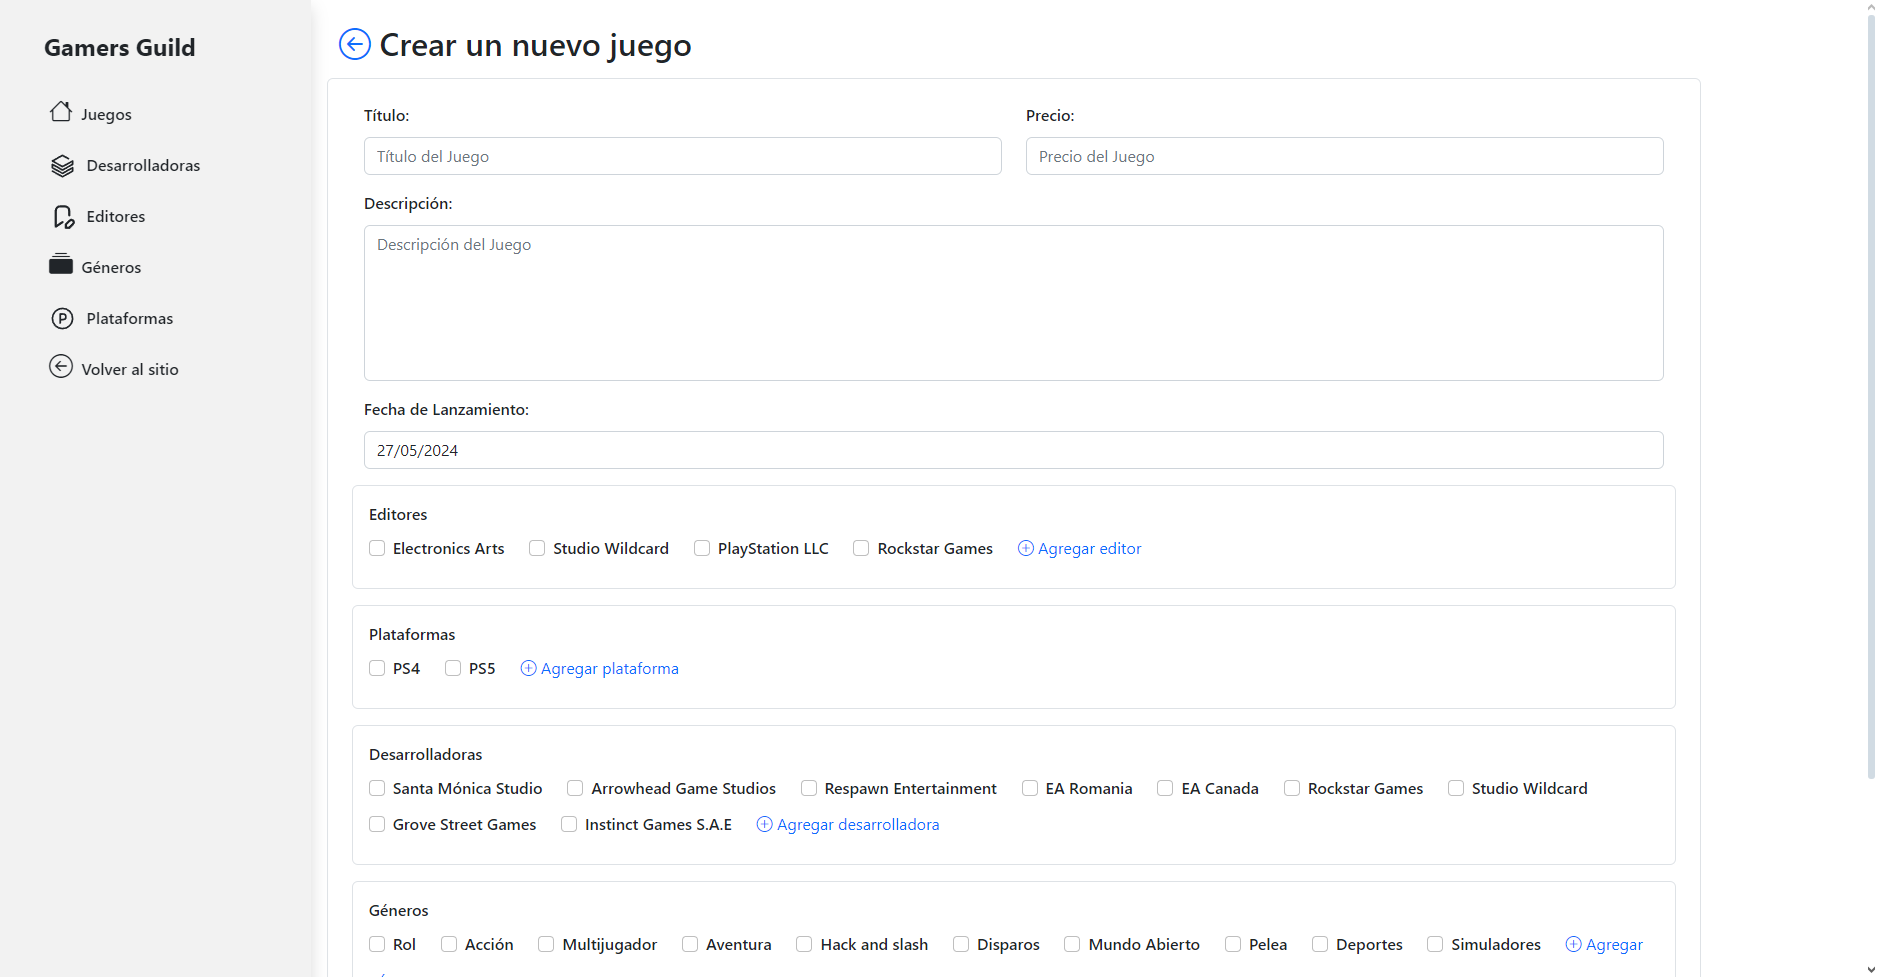 Gamers Guild
Juegos
Desarrolladoras
Editores
Géneros
Plataformas
Volver al sitio
Crear un nuevo juego
Título: Precio:
Título del Juego Precio del Juego
Descripción:
Descripción del Juego
Fecha de Lanzamiento:
27/05/2024
Editores
Electronics Arts Studio Wildcard PlayStation LLC Rockstar Games Agregar editor
Plataformas
PS4 PS5 Agregar plataforma
Desarrolladoras
Santa Mónica Studio Arrowhead Game Studios Respawn Entertainment EA Romania EA Canada Rockstar Games Studio Wildcard
Grove Street Games Instinct Games S.A.E Agregar desarrolladora
Géneros
Rol Acción Multijugador Aventura Hack and slash Disparos Mundo Abierto Pelea Deportes Simuladores Agregar